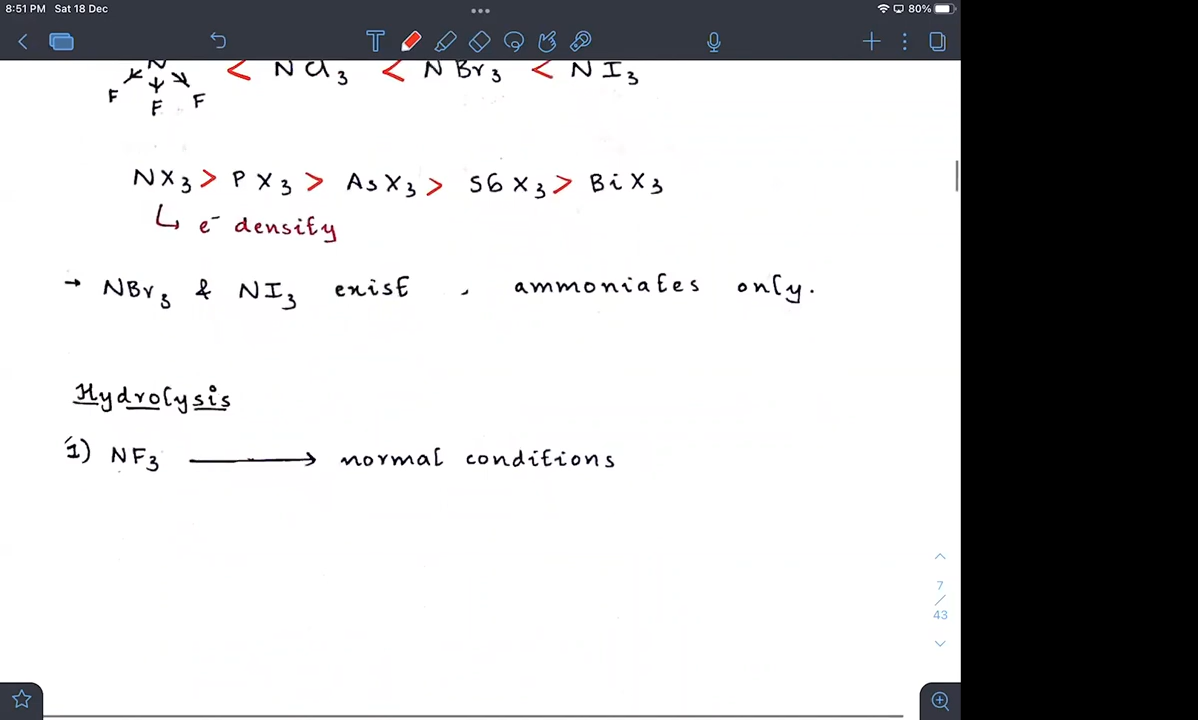 8:51 PM Sat 18 Dec
80%
N < NCl3 < NBr3 < NI3
F F F
NX3 > PX3 > AsX3 > SbX3 > BiX3
↳ e⁻ density
→ NBr3 & NI3 exist , ammoniates only.
Hydrolysis
1) NF3 ⟶ normal conditions
7
/
43